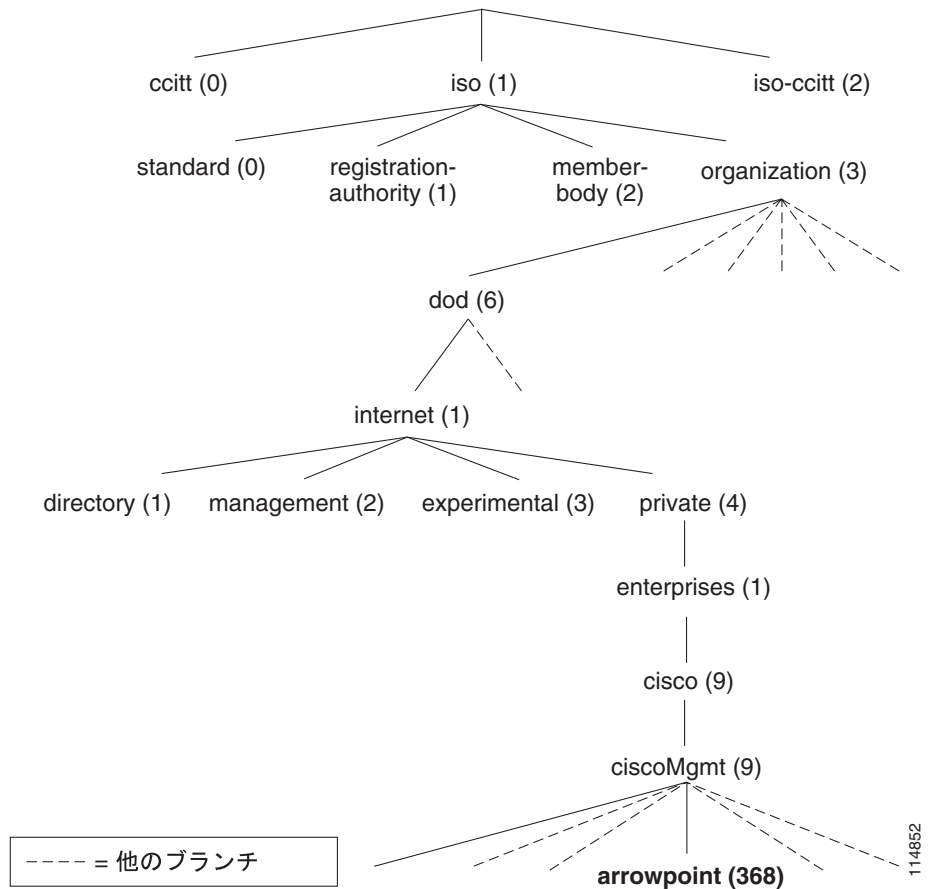 ccitt (0)
iso (1)
iso-ccitt (2)
standard (0)
registration-
authority (1)
member-
body (2)
organization (3)
dod (6)
internet (1)
directory (1)
management (2)
experimental (3)
private (4)
enterprises (1)
cisco (9)
ciscoMgmt (9)
arrowpoint (368)
---- = 他のブランチ
114852